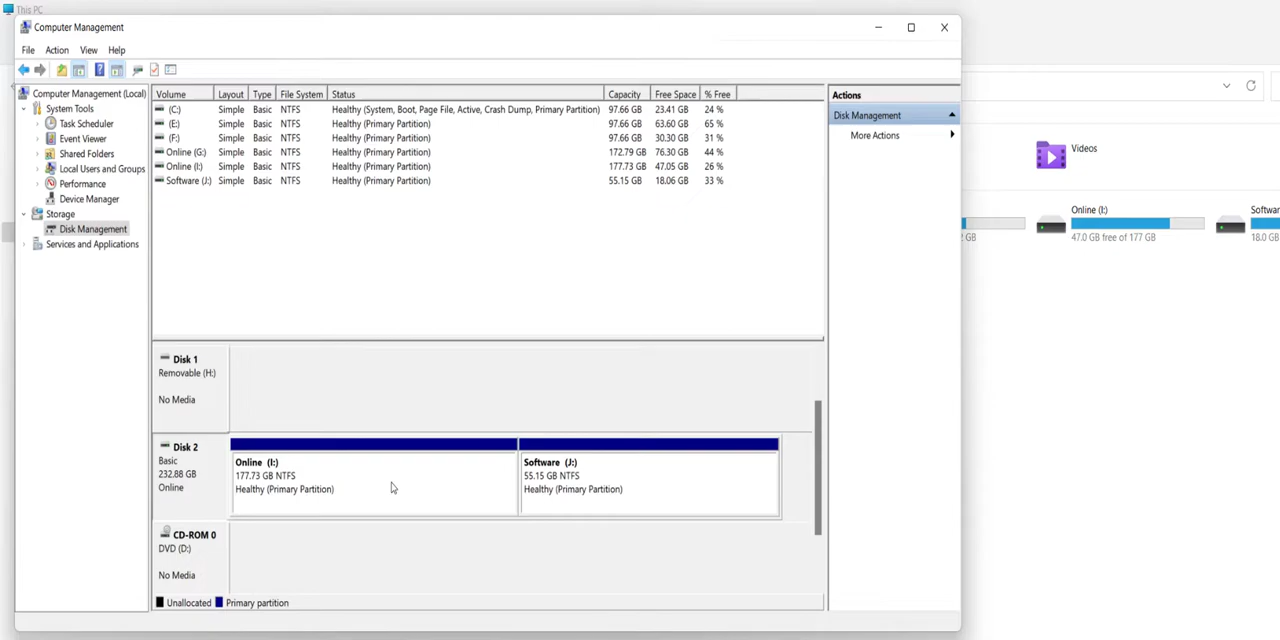 This PC
Computer Management
File Action View Help
Computer Management (Local)
System Tools
Task Scheduler
Event Viewer
Shared Folders
Local Users and Groups
Performance
Device Manager
Storage
Disk Management
Services and Applications
Volume Layout Type File System Status Capacity Free Space % Free
(C:) Simple Basic NTFS Healthy (System, Boot, Page File, Active, Crash Dump, Primary Partition) 97.66 GB 23.41 GB 24 %
(E:) Simple Basic NTFS Healthy (Primary Partition) 97.66 GB 63.60 GB 65 %
(F:) Simple Basic NTFS Healthy (Primary Partition) 97.66 GB 30.30 GB 31 %
Online (G:) Simple Basic NTFS Healthy (Primary Partition) 172.79 GB 76.30 GB 44 %
Online (I:) Simple Basic NTFS Healthy (Primary Partition) 177.73 GB 47.05 GB 26 %
Software (J:) Simple Basic NTFS Healthy (Primary Partition) 55.15 GB 18.06 GB 33 %
Disk 1
Removable (H:)
No Media
Disk 2
Basic
232.88 GB
Online
Online (I:)
177.73 GB NTFS
Healthy (Primary Partition)
Software (J:)
55.15 GB NTFS
Healthy (Primary Partition)
CD-ROM 0
DVD (D:)
No Media
Unallocated Primary partition
Actions
Disk Management
More Actions
Videos
Online (I:)
47.0 GB free of 177 GB
GB
Softwar
18.0 GB